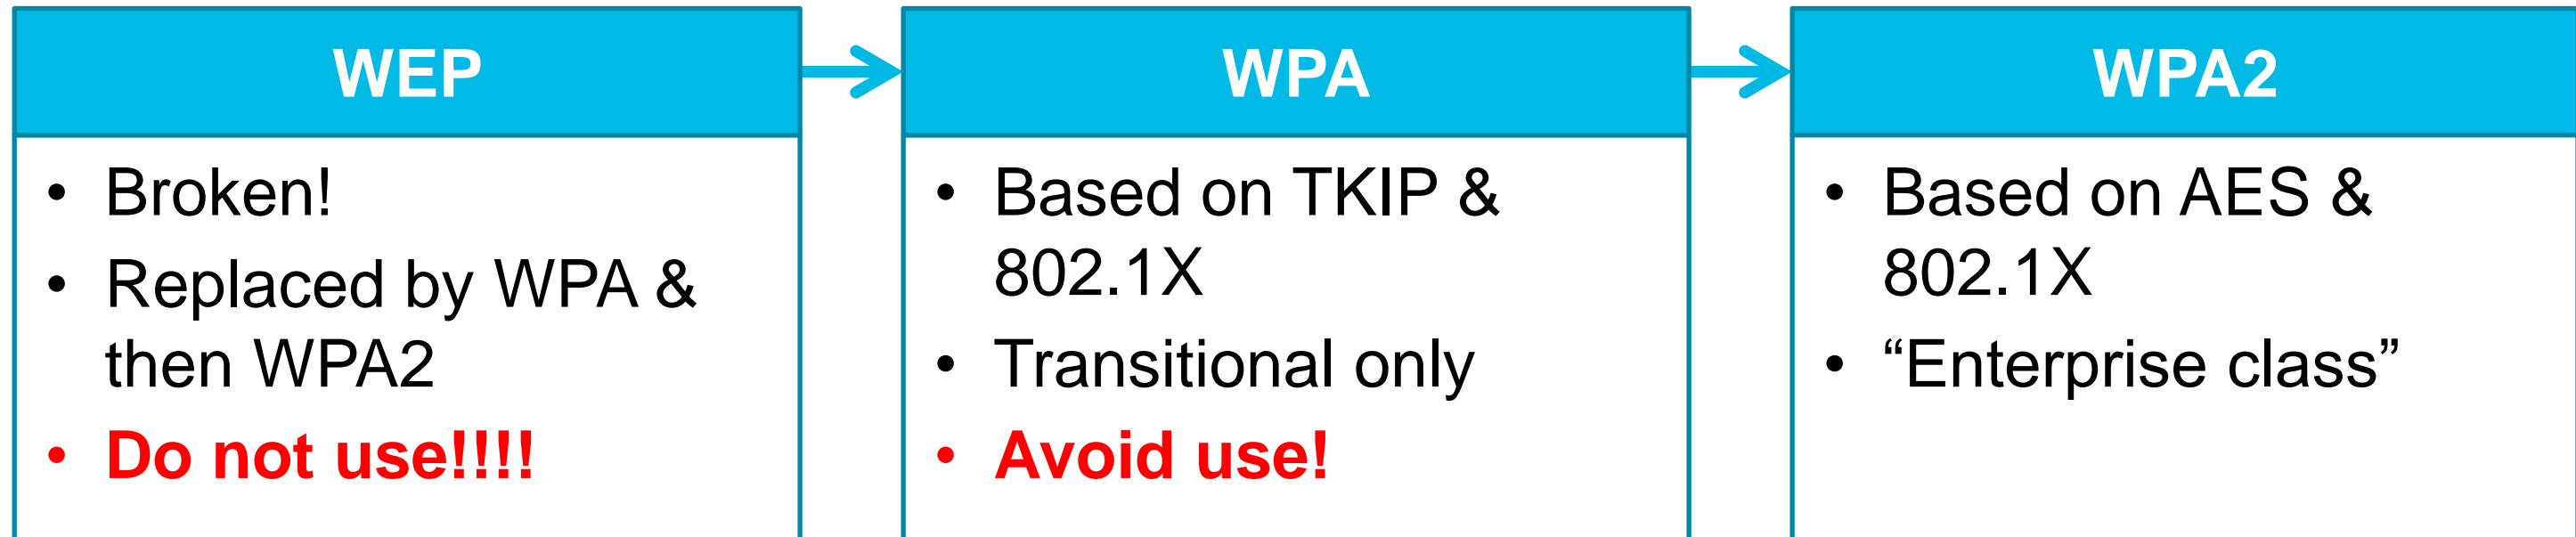 WEP
• Broken!
• Replaced by WPA &
then WPA2
• Do not use!!!!
WPA
• Based on TKIP &
802.1X
• Transitional only
• Avoid use!
WPA2
• Based on AES &
802.1X
• “Enterprise class”